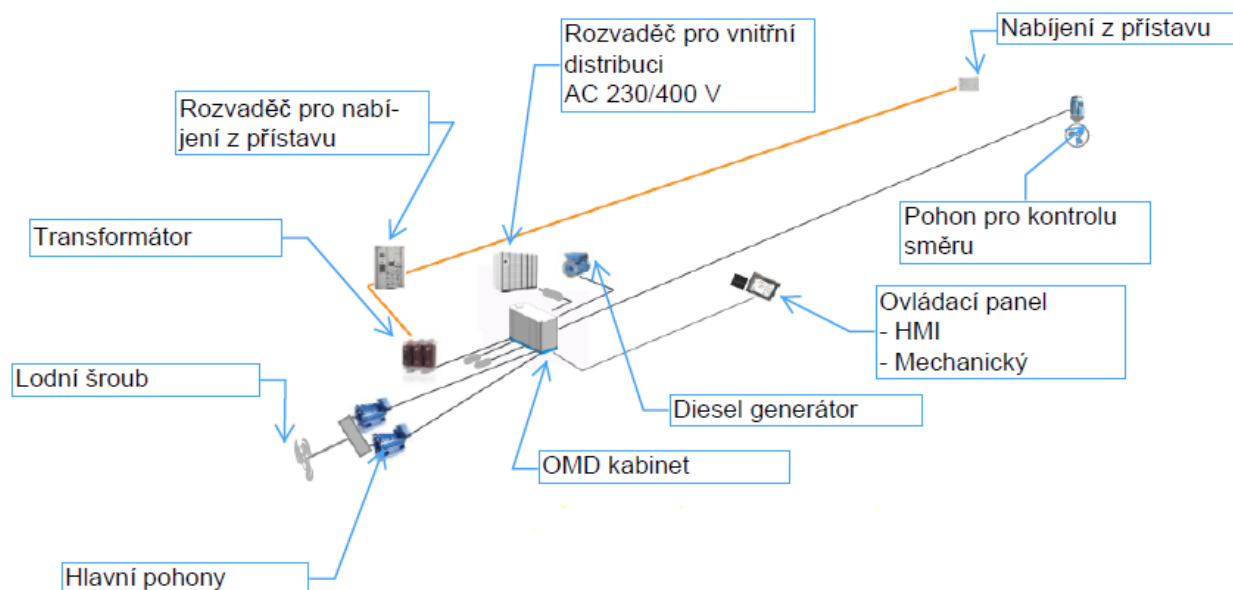 Nabíjení z přístavu
Rozvaděč pro vnitřní
distribuci
AC 230/400 V
Rozvaděč pro nabí-
jení z přístavu
Transformátor
Pohon pro kontrolu
směru
Ovládací panel
- HMI
- Mechanický
Lodní šroub
Diesel generátor
OMD kabinet
Hlavní pohony